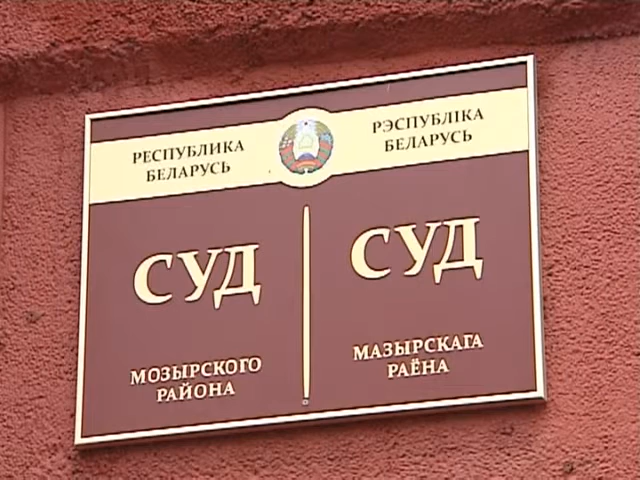 РЕСПУБЛИКА
БЕЛАРУСЬ
РЭСПУБЛІКА
БЕЛАРУСЬ
СУД
МОЗЫРСКОГО
РАЙОНА
СУД
МАЗЫРСКАГА
РАЁНА